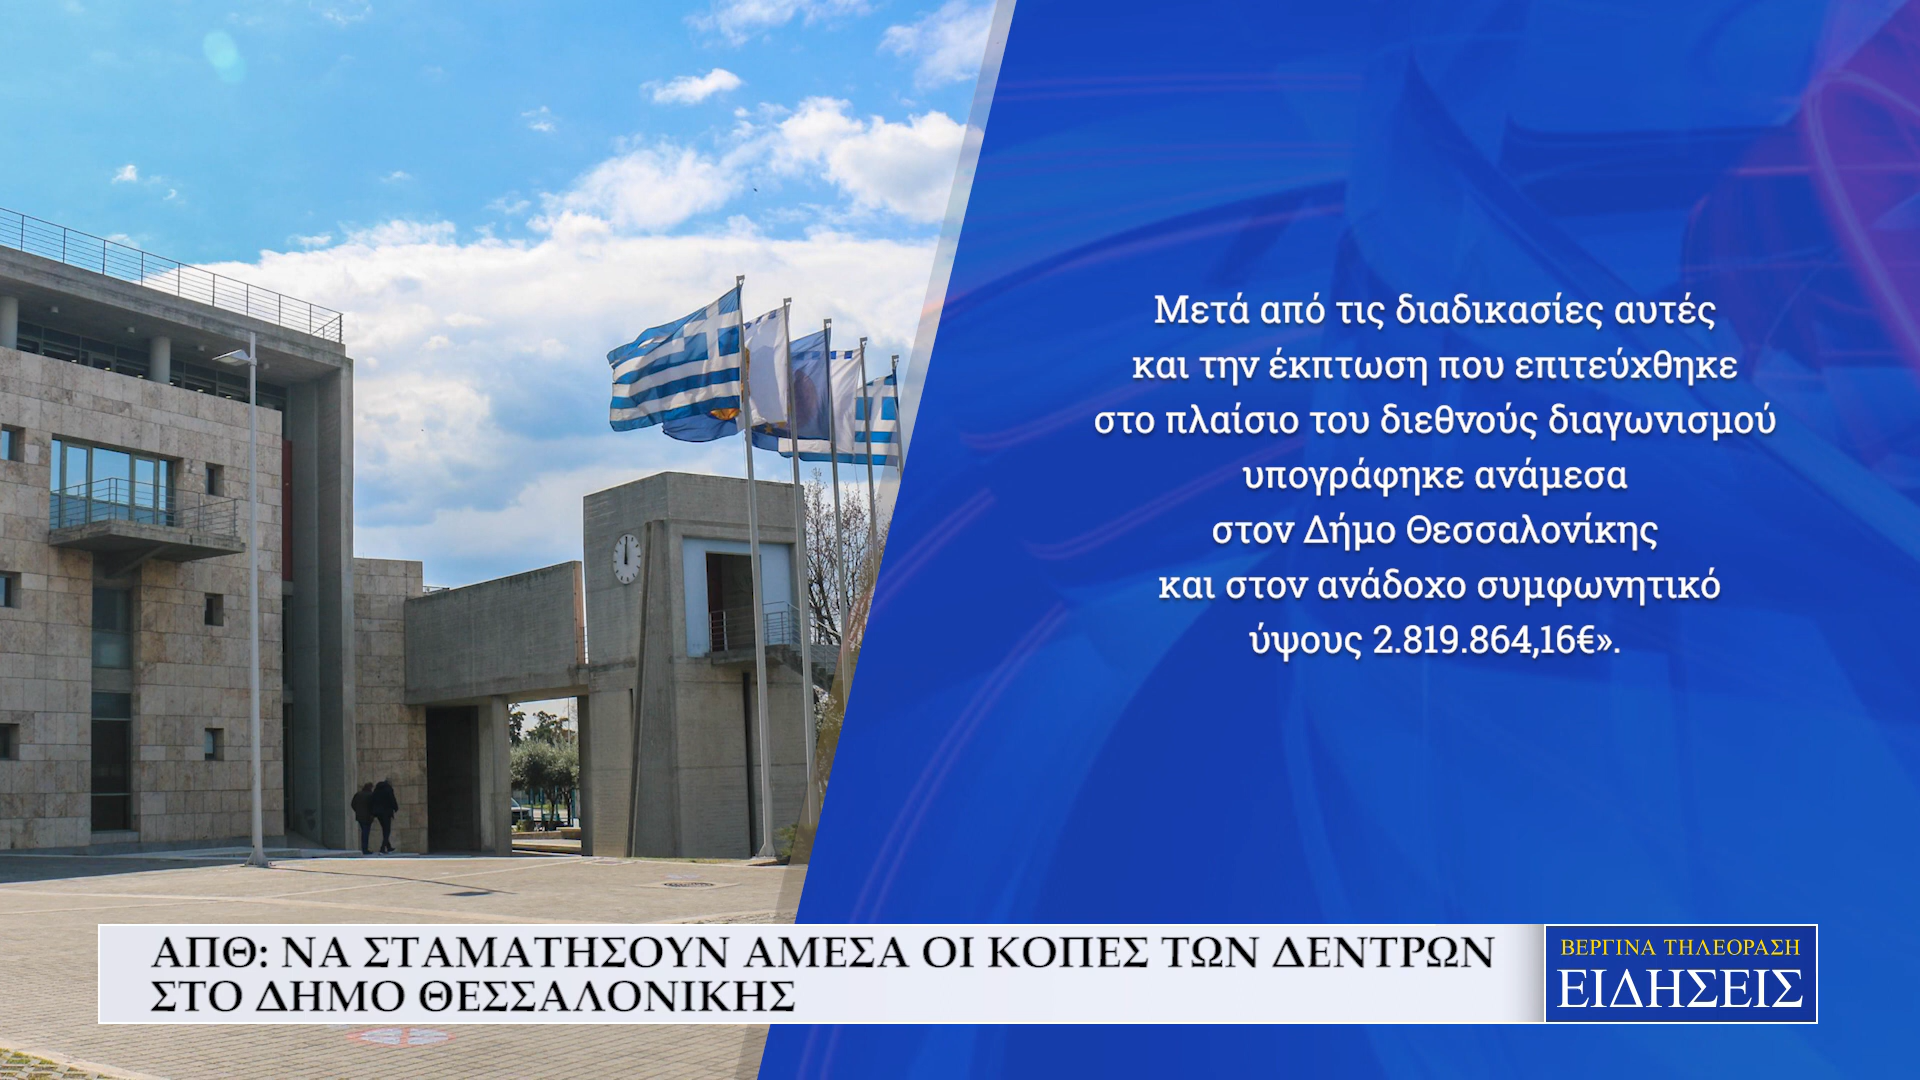 Μετά από τις διαδικασίες αυτές
και την έκπτωση που επιτεύχθηκε
στο πλαίσιο του διεθνούς διαγωνισμού
υπογράφηκε ανάμεσα
στον Δήμο Θεσσαλονίκης
και στον ανάδοχο συμφωνητικό
ύψους 2.819.864,16€».
ΑΠΘ: ΝΑ ΣΤΑΜΑΤΗΣΟΥΝ ΑΜΕΣΑ ΟΙ ΚΟΠΕΣ ΤΩΝ ΔΕΝΤΡΩΝ
ΣΤΟ ΔΗΜΟ ΘΕΣΣΑΛΟΝΙΚΗΣ
ΒΕΡΓΙΝΑ ΤΗΛΕΟΡΑΣΗ
ΕΙΔΗΣΕΙΣ